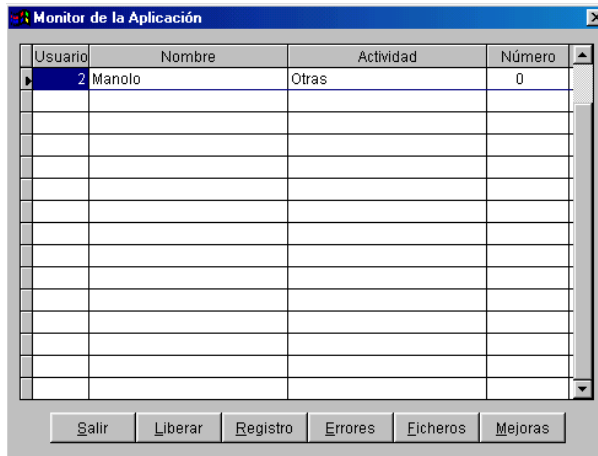 Monitor de la Aplicación
Usuario Nombre Actividad Número
2 Manolo Otras 0
Salir Liberar Registro Errores Ficheros Mejoras